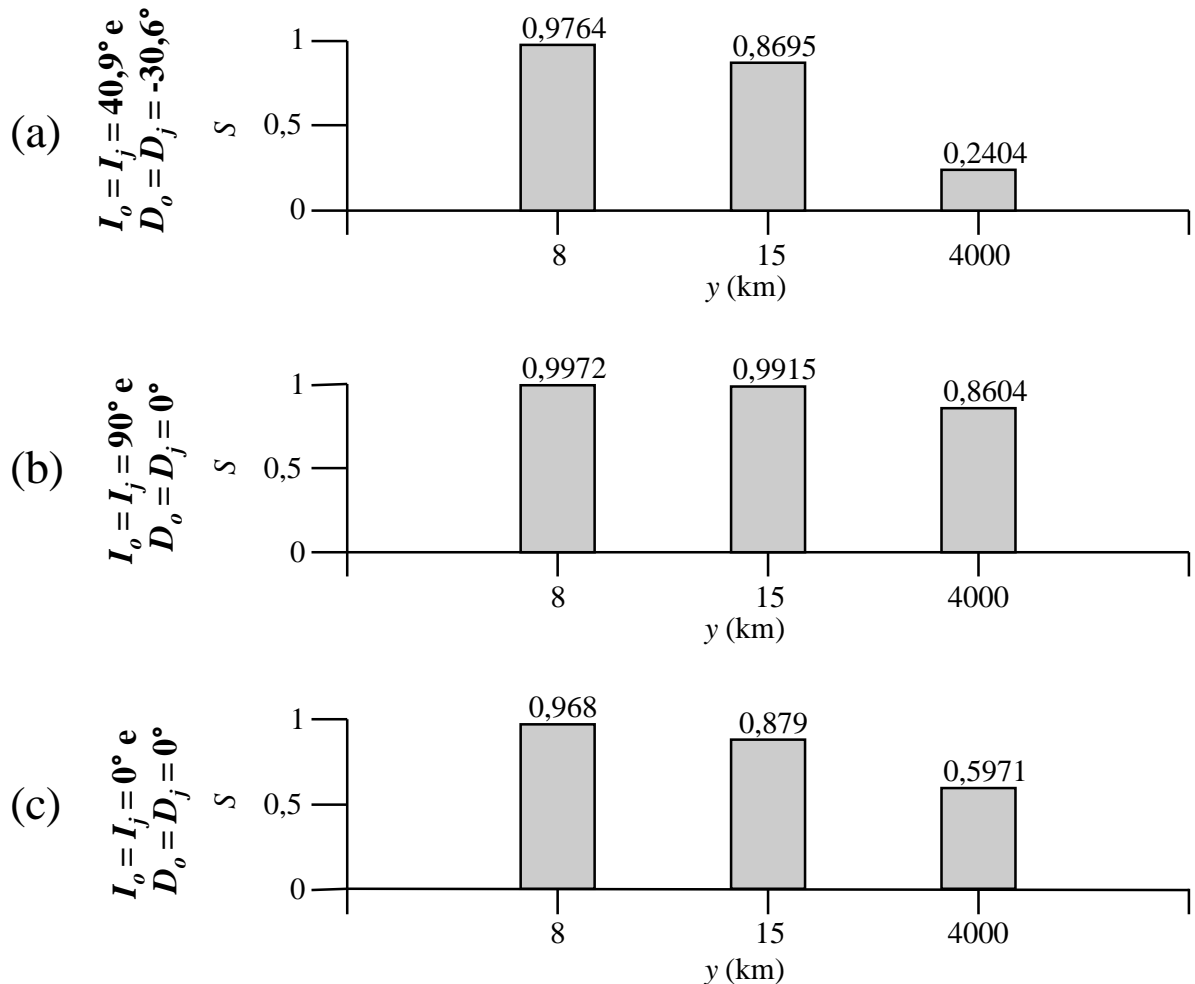 (a)
I_o = I_j = 40,9° e
D_o = D_j = -30,6°
S
1
0,5
0
0,9764
0,8695
0,2404
8
15
4000
y (km)
(b)
I_o = I_j = 90° e
D_o = D_j = 0°
S
1
0,5
0
0,9972
0,9915
0,8604
8
15
4000
y (km)
(c)
I_o = I_j = 0° e
D_o = D_j = 0°
S
1
0,5
0
0,968
0,879
0,5971
8
15
4000
y (km)